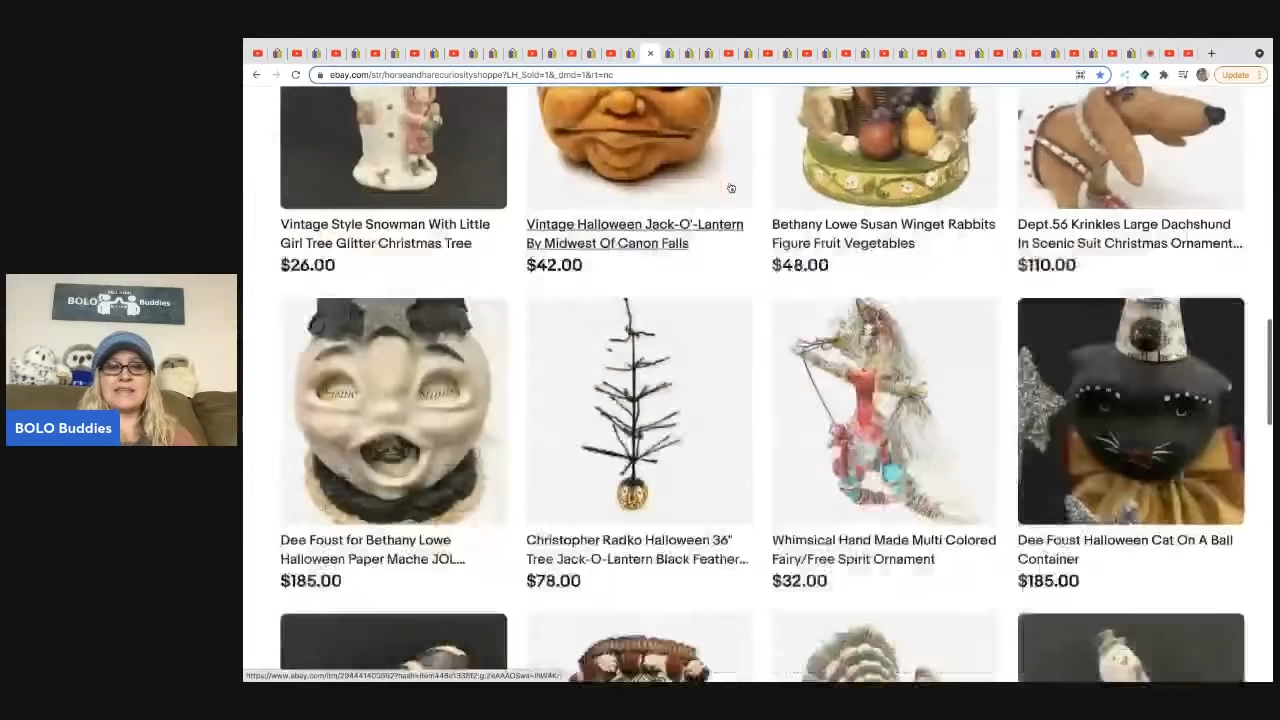 ebay.com/str/horseandharecuriosityshoppe?LH_Sold=1&_dmd=1&rt=nc
Update
Vintage Style Snowman With Little
Girl Tree Glitter Christmas Tree
$26.00
Vintage Halloween Jack-O'-Lantern
By Midwest Of Canon Falls
$42.00
Bethany Lowe Susan Winget Rabbits
Figure Fruit Vegetables
$48.00
Dept.56 Krinkles Large Dachshund
In Scenic Suit Christmas Ornament...
$110.00
BOLO Buddies
BOLO Buddies
Dee Foust for Bethany Lowe
Halloween Paper Mache JOL...
$185.00
Christopher Radko Halloween 36"
Tree Jack-O-Lantern Black Feather...
$78.00
Whimsical Hand Made Multi Colored
Fairy/Free Spirit Ornament
$32.00
Dee Foust Halloween Cat On A Ball
Container
$185.00